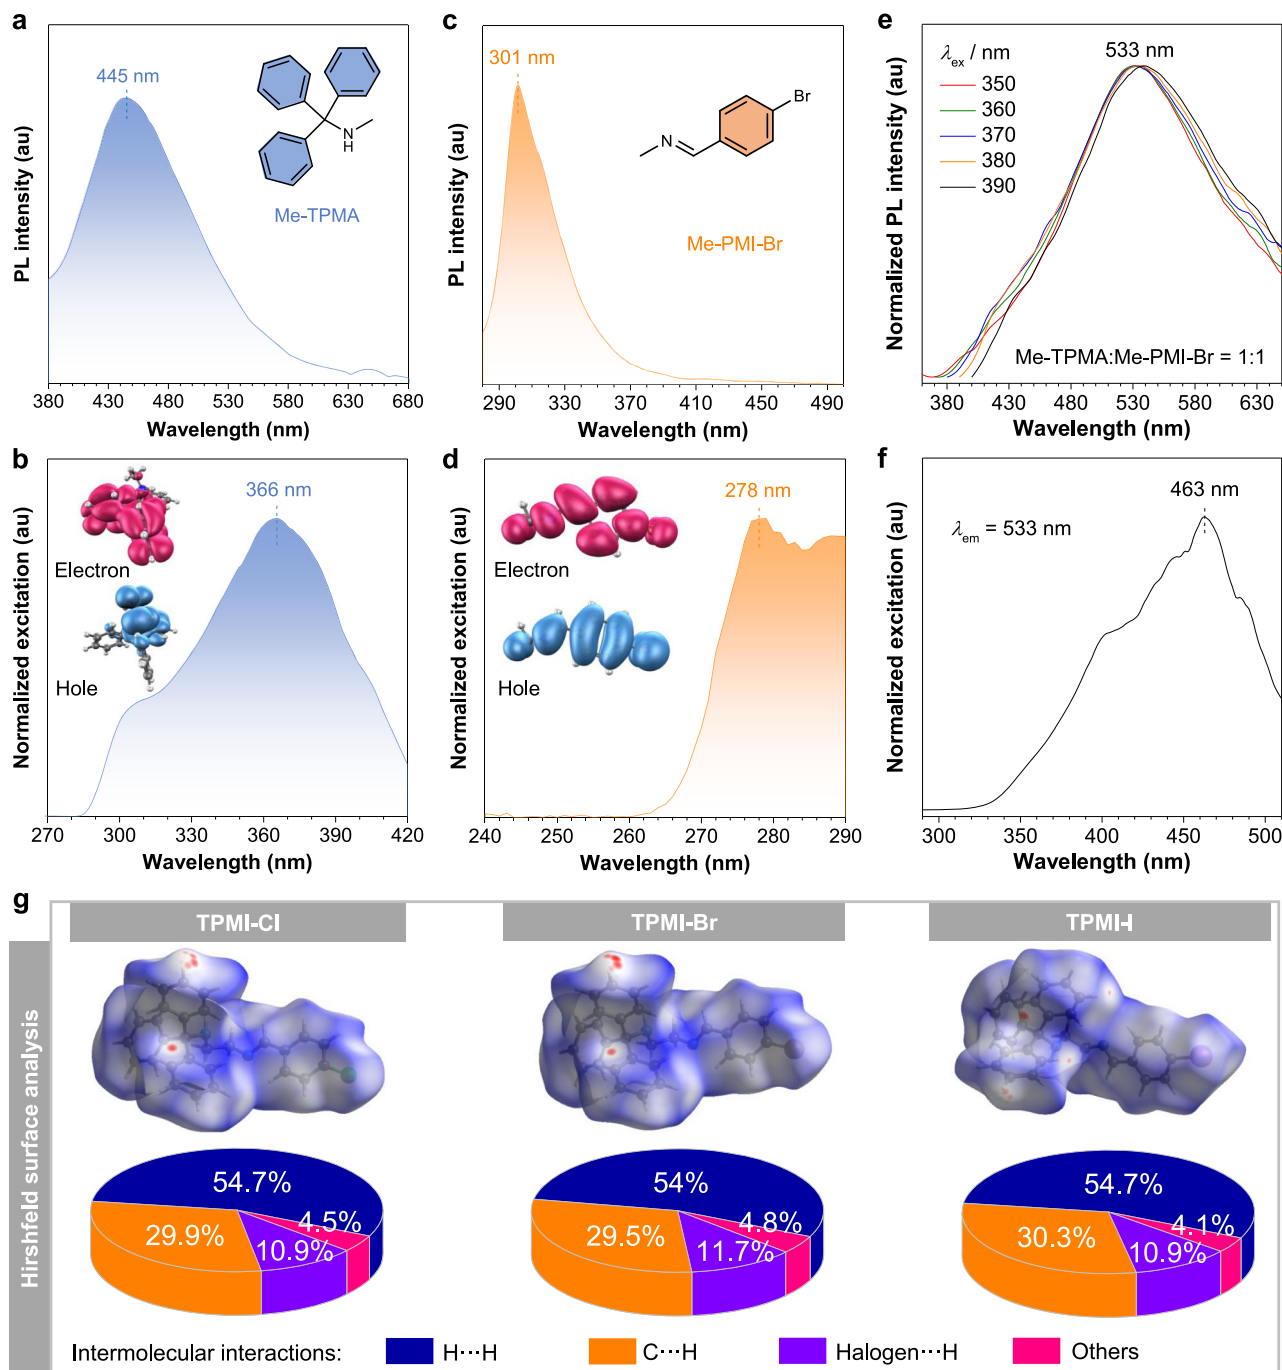 a
PL intensity (au)
445 nm
N
H
Me-TPMA
380 430 480 530 580 630 680
Wavelength (nm)
c
PL intensity (au)
301 nm
Br
N
Me-PMI-Br
290 330 370 410 450 490
Wavelength (nm)
e
Normalized PL intensity (au)
λex / nm
350
360
370
380
390
533 nm
Me-TPMA:Me-PMI-Br = 1:1
380 430 480 530 580 630
Wavelength (nm)
b
Normalized excitation (au)
366 nm
Electron
Hole
270 300 330 360 390 420
Wavelength (nm)
d
Normalized excitation (au)
278 nm
Electron
Hole
240 250 260 270 280 290
Wavelength (nm)
f
Normalized excitation (au)
463 nm
λem = 533 nm
300 350 400 450 500
Wavelength (nm)
g
Hirshfeld surface analysis
TPMI-Cl TPMI-Br TPMI-I
54.7%
4.5%
29.9%
10.9%
54%
4.8%
29.5%
11.7%
54.7%
4.1%
30.3%
10.9%
Intermolecular interactions: H···H C···H Halogen···H Others